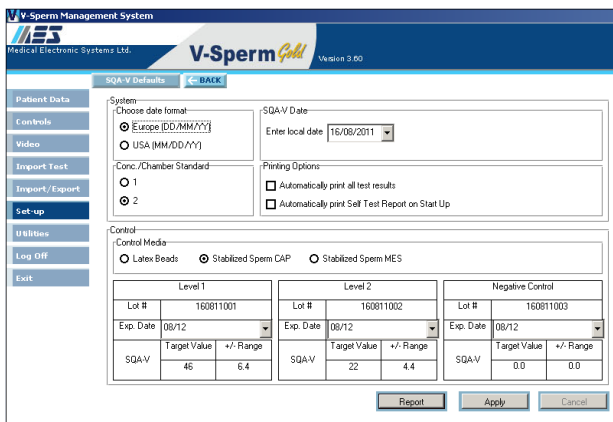 V-Sperm Management System
MES
Medical Electronic Systems Ltd.
V-Sperm Gold
Version 3.60
SQA-V Defaults
BACK
Patient Data
Controls
Video
Import Test
Import/Export
Set-up
Utilities
Log Off
Exit
System
Choose date format
Europe (DD/MM/YY)
USA (MM/DD/YY)
SQA-V Date
Enter local date 16/08/2011
Conc./Chamber Standard
1
2
Printing Options
Automatically print all test results
Automatically print Self Test Report on Start Up
Control
Control Media
Latex Beads Stabilized Sperm CAP Stabilized Sperm MES
Level 1 Level 2 Negative Control
Lot # 160811001 Lot # 160811002 Lot # 160811003
Exp. Date 08/12 Exp. Date 08/12 Exp. Date 08/12
Target Value +/- Range Target Value +/- Range Target Value +/- Range
SQA-V 46 6.4 SQA-V 22 4.4 SQA-V 0.0 0.0
Report Apply Cancel